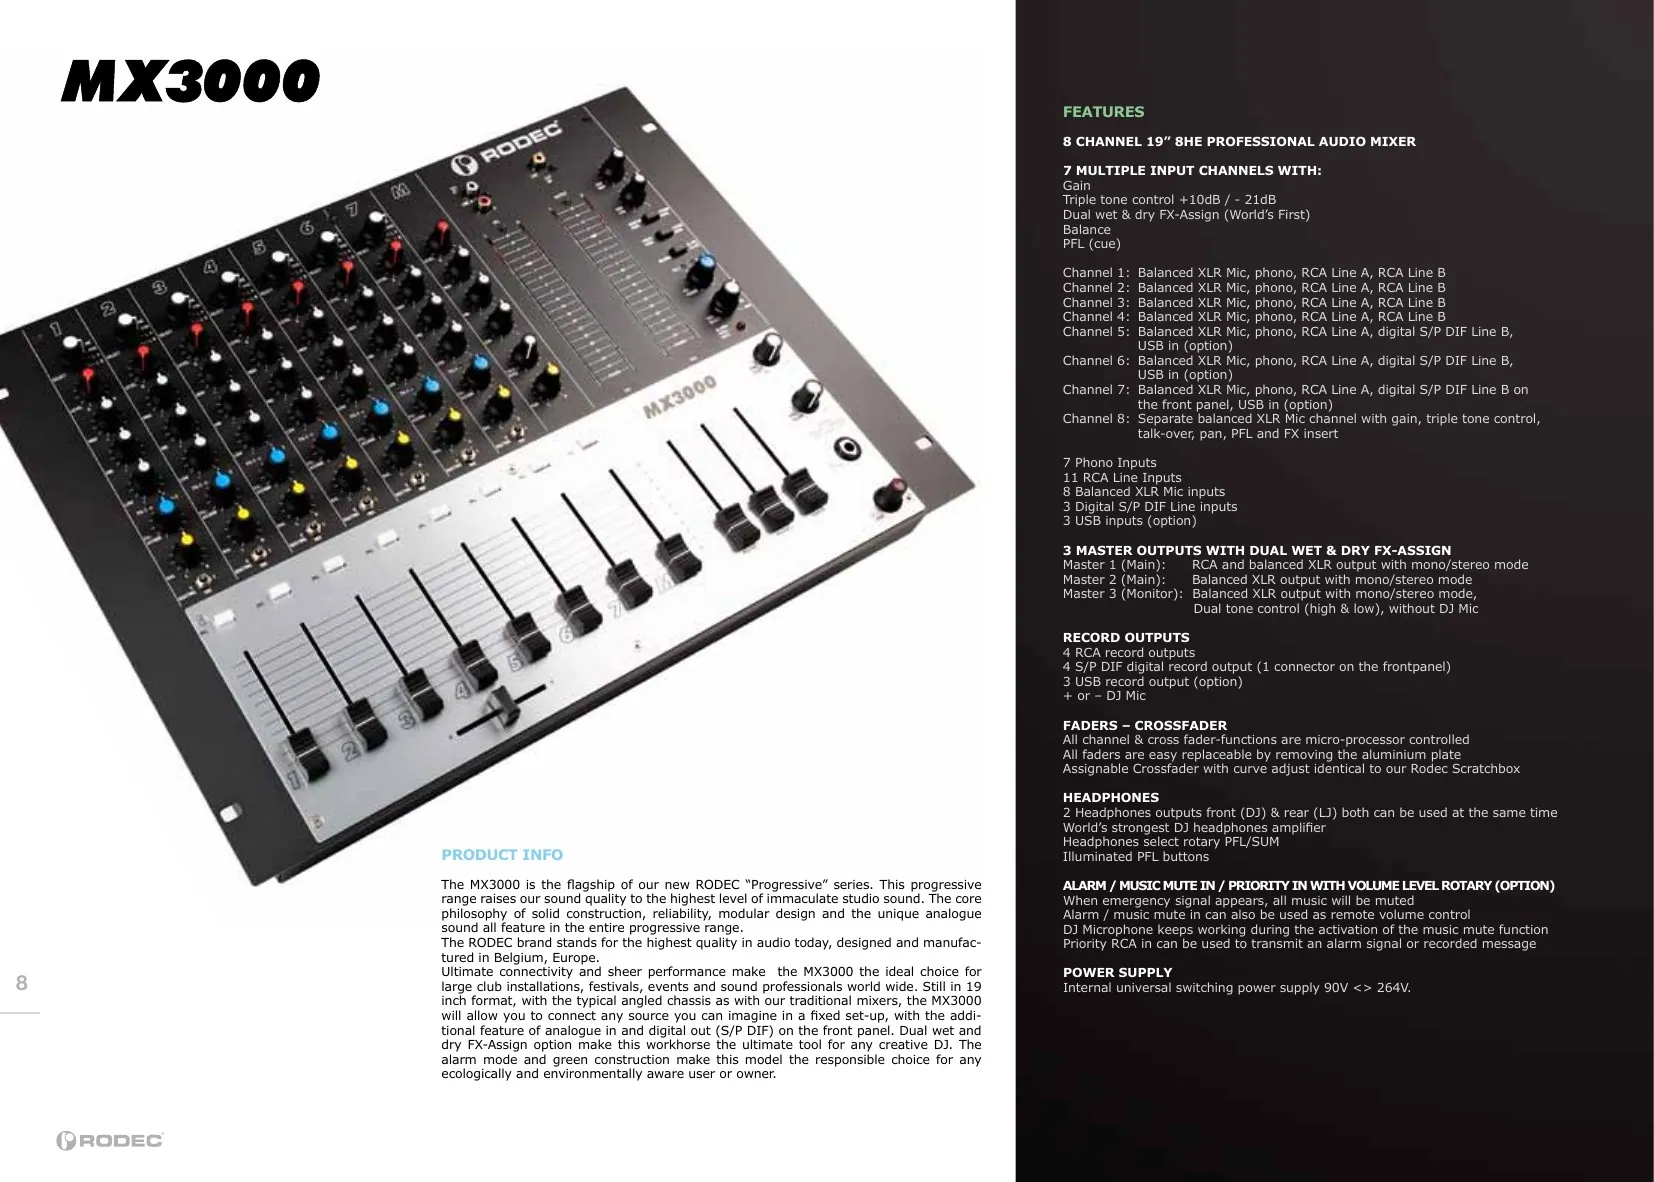 MX3000
RODEC
1
2
3
4
5
6
7
M
MX3000
1
2
3
4
5
6
7
M
PRODUCT INFO
The MX3000 is the flagship of our new RODEC “Progressive” series. This progressive
range raises our sound quality to the highest level of immaculate studio sound. The core
philosophy of solid construction, reliability, modular design and the unique analogue
sound all feature in the entire progressive range.
The RODEC brand stands for the highest quality in audio today, designed and manufac-
tured in Belgium, Europe.
Ultimate connectivity and sheer performance make the MX3000 the ideal choice for
large club installations, festivals, events and sound professionals world wide. Still in 19
inch format, with the typical angled chassis as with our traditional mixers, the MX3000
will allow you to connect any source you can imagine in a fixed set-up, with the addi-
tional feature of analogue in and digital out (S/P DIF) on the front panel. Dual wet and
dry FX-Assign option make this workhorse the ultimate tool for any creative DJ. The
alarm mode and green construction make this model the responsible choice for any
ecologically and environmentally aware user or owner.
8
RODEC
FEATURES
8 CHANNEL 19” 8HE PROFESSIONAL AUDIO MIXER
7 MULTIPLE INPUT CHANNELS WITH:
Gain
Triple tone control +10dB / - 21dB
Dual wet & dry FX-Assign (World’s First)
Balance
PFL (cue)
Channel 1: Balanced XLR Mic, phono, RCA Line A, RCA Line B
Channel 2: Balanced XLR Mic, phono, RCA Line A, RCA Line B
Channel 3: Balanced XLR Mic, phono, RCA Line A, RCA Line B
Channel 4: Balanced XLR Mic, phono, RCA Line A, RCA Line B
Channel 5: Balanced XLR Mic, phono, RCA Line A, digital S/P DIF Line B,
USB in (option)
Channel 6: Balanced XLR Mic, phono, RCA Line A, digital S/P DIF Line B,
USB in (option)
Channel 7: Balanced XLR Mic, phono, RCA Line A, digital S/P DIF Line B on
the front panel, USB in (option)
Channel 8: Separate balanced XLR Mic channel with gain, triple tone control,
talk-over, pan, PFL and FX insert
7 Phono Inputs
11 RCA Line Inputs
8 Balanced XLR Mic inputs
3 Digital S/P DIF Line inputs
3 USB inputs (option)
3 MASTER OUTPUTS WITH DUAL WET & DRY FX-ASSIGN
Master 1 (Main): RCA and balanced XLR output with mono/stereo mode
Master 2 (Main): Balanced XLR output with mono/stereo mode
Master 3 (Monitor): Balanced XLR output with mono/stereo mode,
Dual tone control (high & low), without DJ Mic
RECORD OUTPUTS
4 RCA record outputs
4 S/P DIF digital record output (1 connector on the frontpanel)
3 USB record output (option)
+ or – DJ Mic
FADERS – CROSSFADER
All channel & cross fader-functions are micro-processor controlled
All faders are easy replaceable by removing the aluminium plate
Assignable Crossfader with curve adjust identical to our Rodec Scratchbox
HEADPHONES
2 Headphones outputs front (DJ) & rear (LJ) both can be used at the same time
World’s strongest DJ headphones amplifier
Headphones select rotary PFL/SUM
Illuminated PFL buttons
ALARM / MUSIC MUTE IN / PRIORITY IN WITH VOLUME LEVEL ROTARY (OPTION)
When emergency signal appears, all music will be muted
Alarm / music mute in can also be used as remote volume control
DJ Microphone keeps working during the activation of the music mute function
Priority RCA in can be used to transmit an alarm signal or recorded message
POWER SUPPLY
Internal universal switching power supply 90V <> 264V.